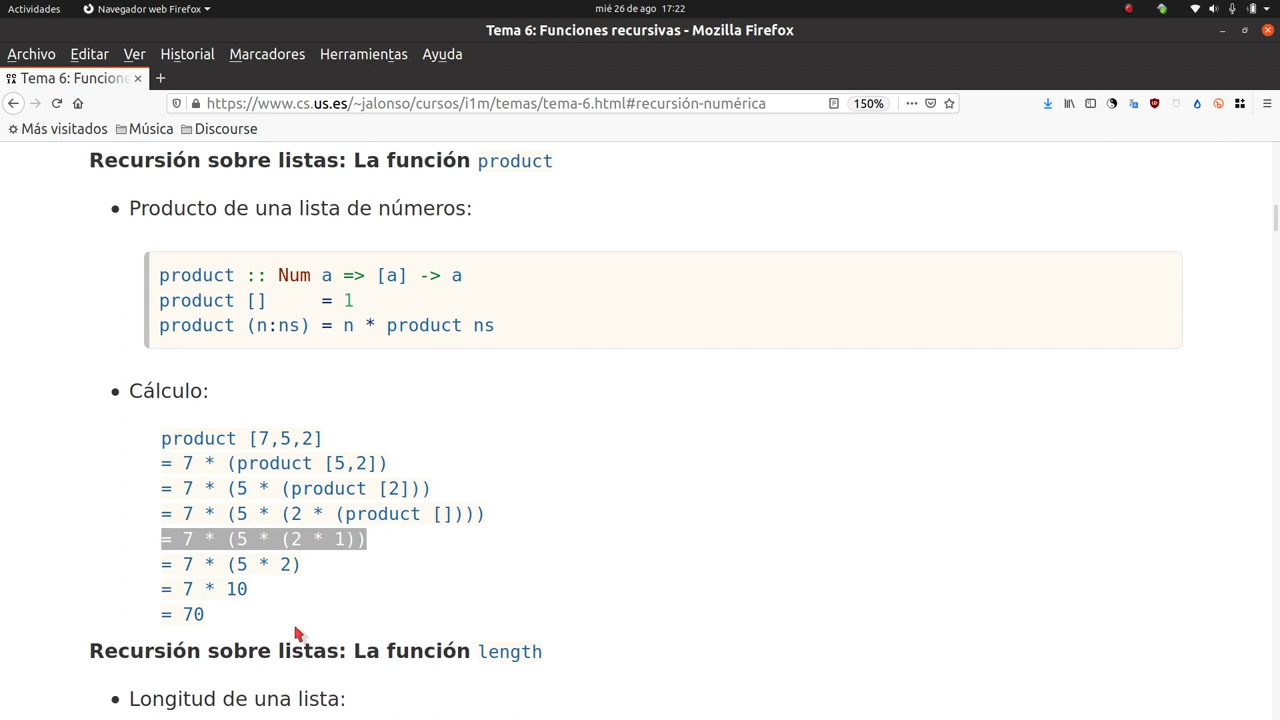 Actividades Navegador web Firefox mié 26 de ago 17:22
Tema 6: Funciones recursivas - Mozilla Firefox
Archivo Editar Ver Historial Marcadores Herramientas Ayuda
Tema 6: Funcione
https://www.cs.us.es/~jalonso/cursos/i1m/temas/tema-6.html#recursión-numérica 150%
Más visitados Música Discourse
Recursión sobre listas: La función product
• Producto de una lista de números:
product :: Num a => [a] -> a
product [] = 1
product (n:ns) = n * product ns
• Cálculo:
product [7,5,2]
= 7 * (product [5,2])
= 7 * (5 * (product [2]))
= 7 * (5 * (2 * (product [])))
= 7 * (5 * (2 * 1))
= 7 * (5 * 2)
= 7 * 10
= 70
Recursión sobre listas: La función length
• Longitud de una lista: